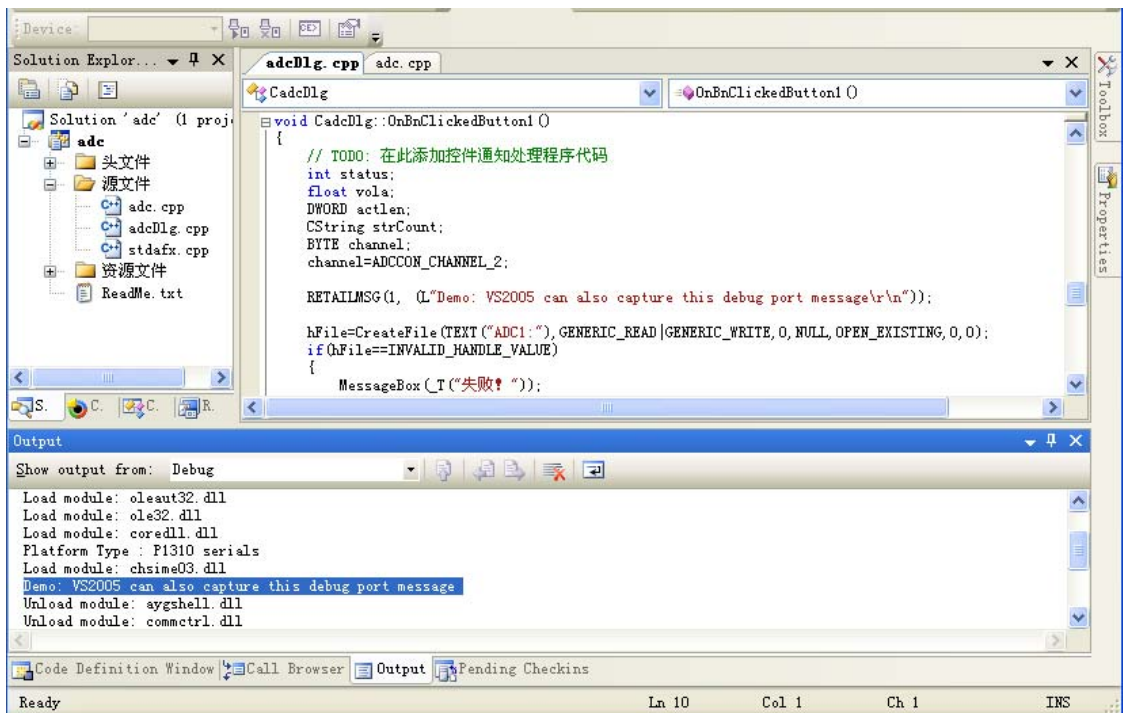 Device:
Solution Explor...
adcDlg.cpp
adc.cpp
CadcDlg
OnBnClickedButton1()
Toolbox
Properties
Solution 'adc' (1 proj
adc
头文件
源文件
adc.cpp
adcDlg.cpp
stdafx.cpp
资源文件
ReadMe.txt
S.
C.
C.
R.
void CadcDlg::OnBnClickedButton1()
{
// TODO: 在此添加控件通知处理程序代码
int status;
float vola;
DWORD actlen;
CString strCount;
BYTE channel;
channel=ADCCON_CHANNEL_2;
RETAILMSG(1, (L"Demo: VS2005 can also capture this debug port message\r\n"));
hFile=CreateFile(TEXT("ADC1:"),GENERIC_READ|GENERIC_WRITE,0,NULL,OPEN_EXISTING,0,0);
if(hFile==INVALID_HANDLE_VALUE)
{
MessageBox(_T("失败! "));
Output
Show output from: Debug
Load module: oleaut32.dll
Load module: ole32.dll
Load module: coredll.dll
Platform Type : P1310 serials
Load module: chsime03.dll
Demo: VS2005 can also capture this debug port message
Unload module: aygshell.dll
Unload module: commctrl.dll
Code Definition Window
Call Browser
Output
Pending Checkins
Ready
Ln 10
Col 1
Ch 1
INS